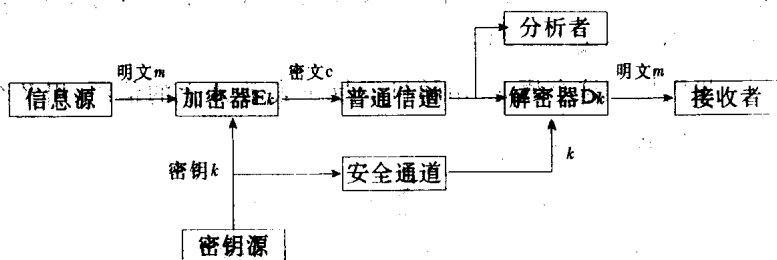 分析者
明文m
密文c
明文m
信息源
加密器Ek
普通信道
解密器Dk
接收者
密钥k
安全通道
k
密钥源